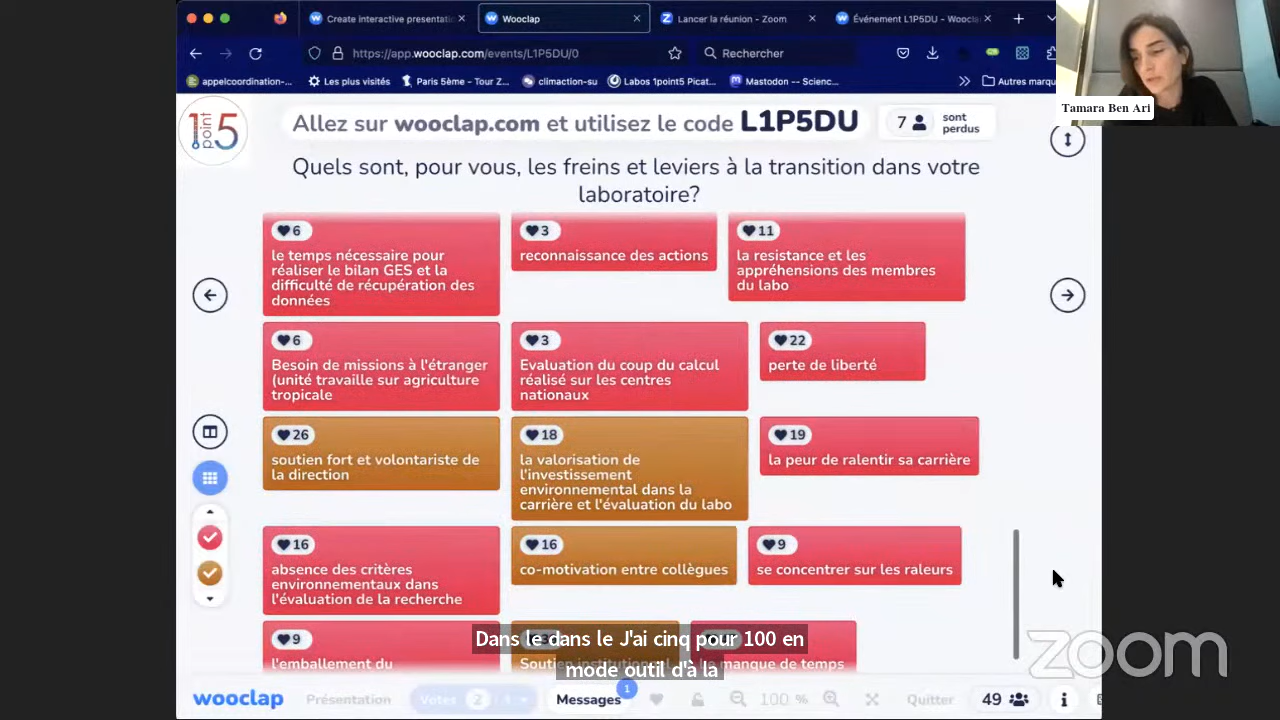 Create interactive presentatio
Wooclap
Lancer la réunion - Zoom
Événement L1P5DU - Wooclap
https://app.wooclap.com/events/L1P5DU/0
Rechercher
appelcoordination-...
Les plus visités
Paris 5ème - Tour Z...
climaction-su
Labos 1point5 Picat...
Mastodon -- Scienc...
Autres marqu
Tamara Ben Ari
1point5
Allez sur wooclap.com et utilisez le code L1P5DU
7 sont perdus
Quels sont, pour vous, les freins et leviers à la transition dans votre
laboratoire?
6
le temps nécessaire pour
réaliser le bilan GES et la
difficulté de récupération des
données
3
reconnaissance des actions
11
la resistance et les
appréhensions des membres
du labo
6
Besoin de missions à l'étranger
(unité travaille sur agriculture
tropicale
3
Evaluation du coup du calcul
réalisé sur les centres
nationaux
22
perte de liberté
26
soutien fort et volontariste de
la direction
18
la valorisation de
l'investissement
environnemental dans la
carrière et l'évaluation du labo
19
la peur de ralentir sa carrière
16
absence des critères
environnementaux dans
l'évaluation de la recherche
16
co-motivation entre collègues
9
se concentrer sur les raleurs
9
l'emballement du
Soutien institutionnel
le manque de temps
Dans le dans le J'ai cinq pour 100 en
mode outil d'à la
zoom
wooclap
Présentation
Votes 2
Messages 1
100 %
Quitter
49